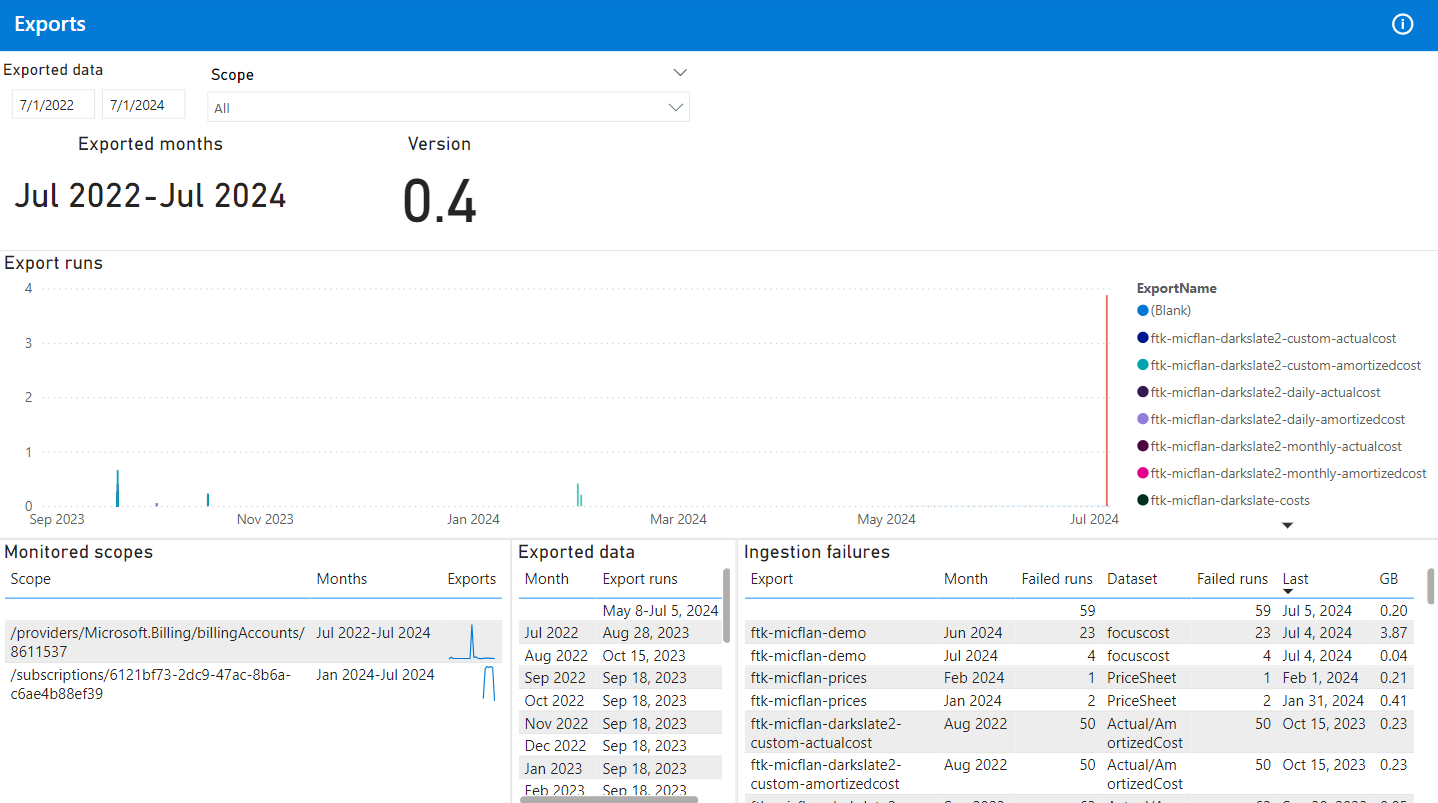 Exports
Exported data
7/1/2022 7/1/2024
Scope
All
Exported months
Jul 2022-Jul 2024
Version
0.4
Export runs
4
3
2
1
0
Sep 2023 Nov 2023 Jan 2024 Mar 2024 May 2024 Jul 2024
ExportName
(Blank)
ftk-micflan-darkslate2-custom-actualcost
ftk-micflan-darkslate2-custom-amortizedcost
ftk-micflan-darkslate2-daily-actualcost
ftk-micflan-darkslate2-daily-amortizedcost
ftk-micflan-darkslate2-monthly-actualcost
ftk-micflan-darkslate2-monthly-amortizedcost
ftk-micflan-darkslate-costs
Monitored scopes
Scope Months Exports
/providers/Microsoft.Billing/billingAccounts/ Jul 2022-Jul 2024
8611537
/subscriptions/6121bf73-2dc9-47ac-8b6a- Jan 2024-Jul 2024
c6ae4b88ef39
Exported data
Month Export runs
May 8-Jul 5, 2024
Jul 2022 Aug 28, 2023
Aug 2022 Oct 15, 2023
Sep 2022 Sep 18, 2023
Oct 2022 Sep 18, 2023
Nov 2022 Sep 18, 2023
Dec 2022 Sep 18, 2023
Jan 2023 Sep 18, 2023
Feb 2023 Sep 18, 2023
Ingestion failures
Export Month Failed runs Dataset Failed runs Last GB
59 59 Jul 5, 2024 0.20
ftk-micflan-demo Jun 2024 23 focuscost 23 Jul 4, 2024 3.87
ftk-micflan-demo Jul 2024 4 focuscost 4 Jul 4, 2024 0.04
ftk-micflan-prices Feb 2024 1 PriceSheet 1 Feb 1, 2024 0.21
ftk-micflan-prices Jan 2024 2 PriceSheet 2 Jan 31, 2024 0.41
ftk-micflan-darkslate2- Aug 2022 50 Actual/Am 50 Oct 15, 2023 0.23
custom-actualcost ortizedCost
ftk-micflan-darkslate2- Aug 2022 50 Actual/Am 50 Oct 15, 2023 0.23
custom-amortizedcost ortizedCost